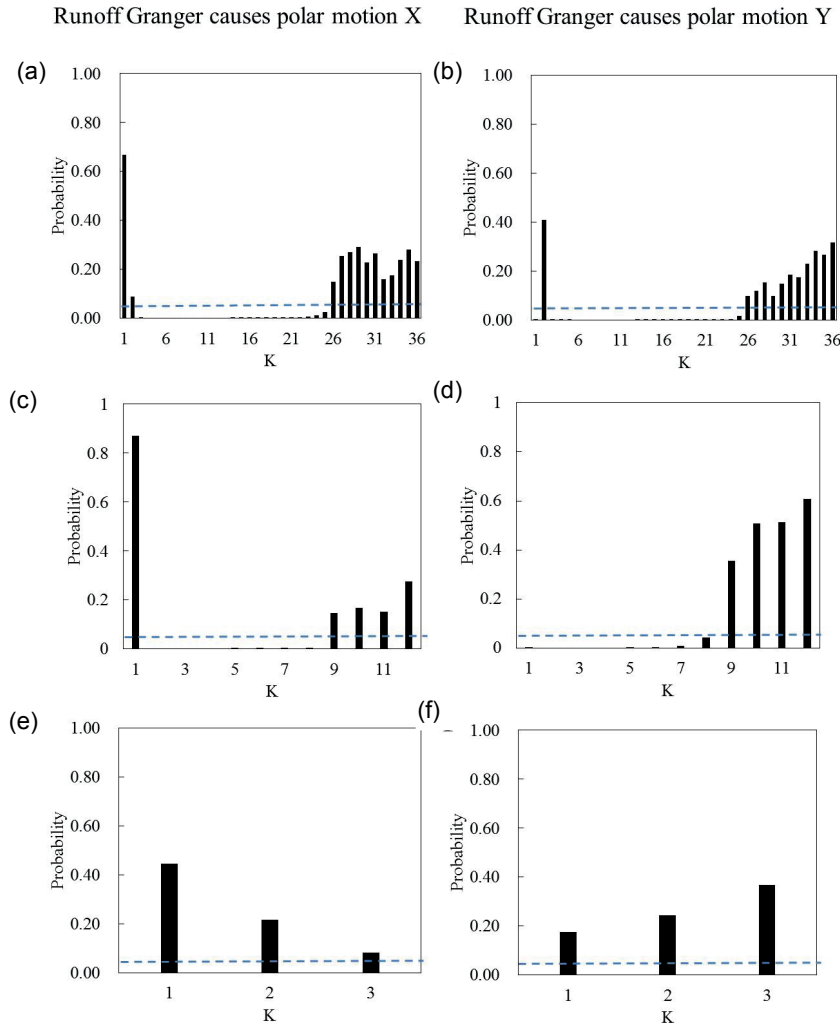 Runoff Granger causes polar motion X
Runoff Granger causes polar motion Y
(a)
1.00
0.80
0.60
0.40
0.20
0.00
Probability
1 6 11 16 21 26 31 36
K
(b)
1.00
0.80
0.60
0.40
0.20
0.00
Probability
1 6 11 16 21 26 31 36
K
(c)
1
0.8
0.6
0.4
0.2
0
Probability
1 3 5 7 9 11
K
(d)
1
0.8
0.6
0.4
0.2
0
Probability
1 3 5 7 9 11
K
(e)
1.00
0.80
0.60
0.40
0.20
0.00
Probability
1 2 3
K
(f)
1.00
0.80
0.60
0.40
0.20
0.00
Probability
1 2 3
K